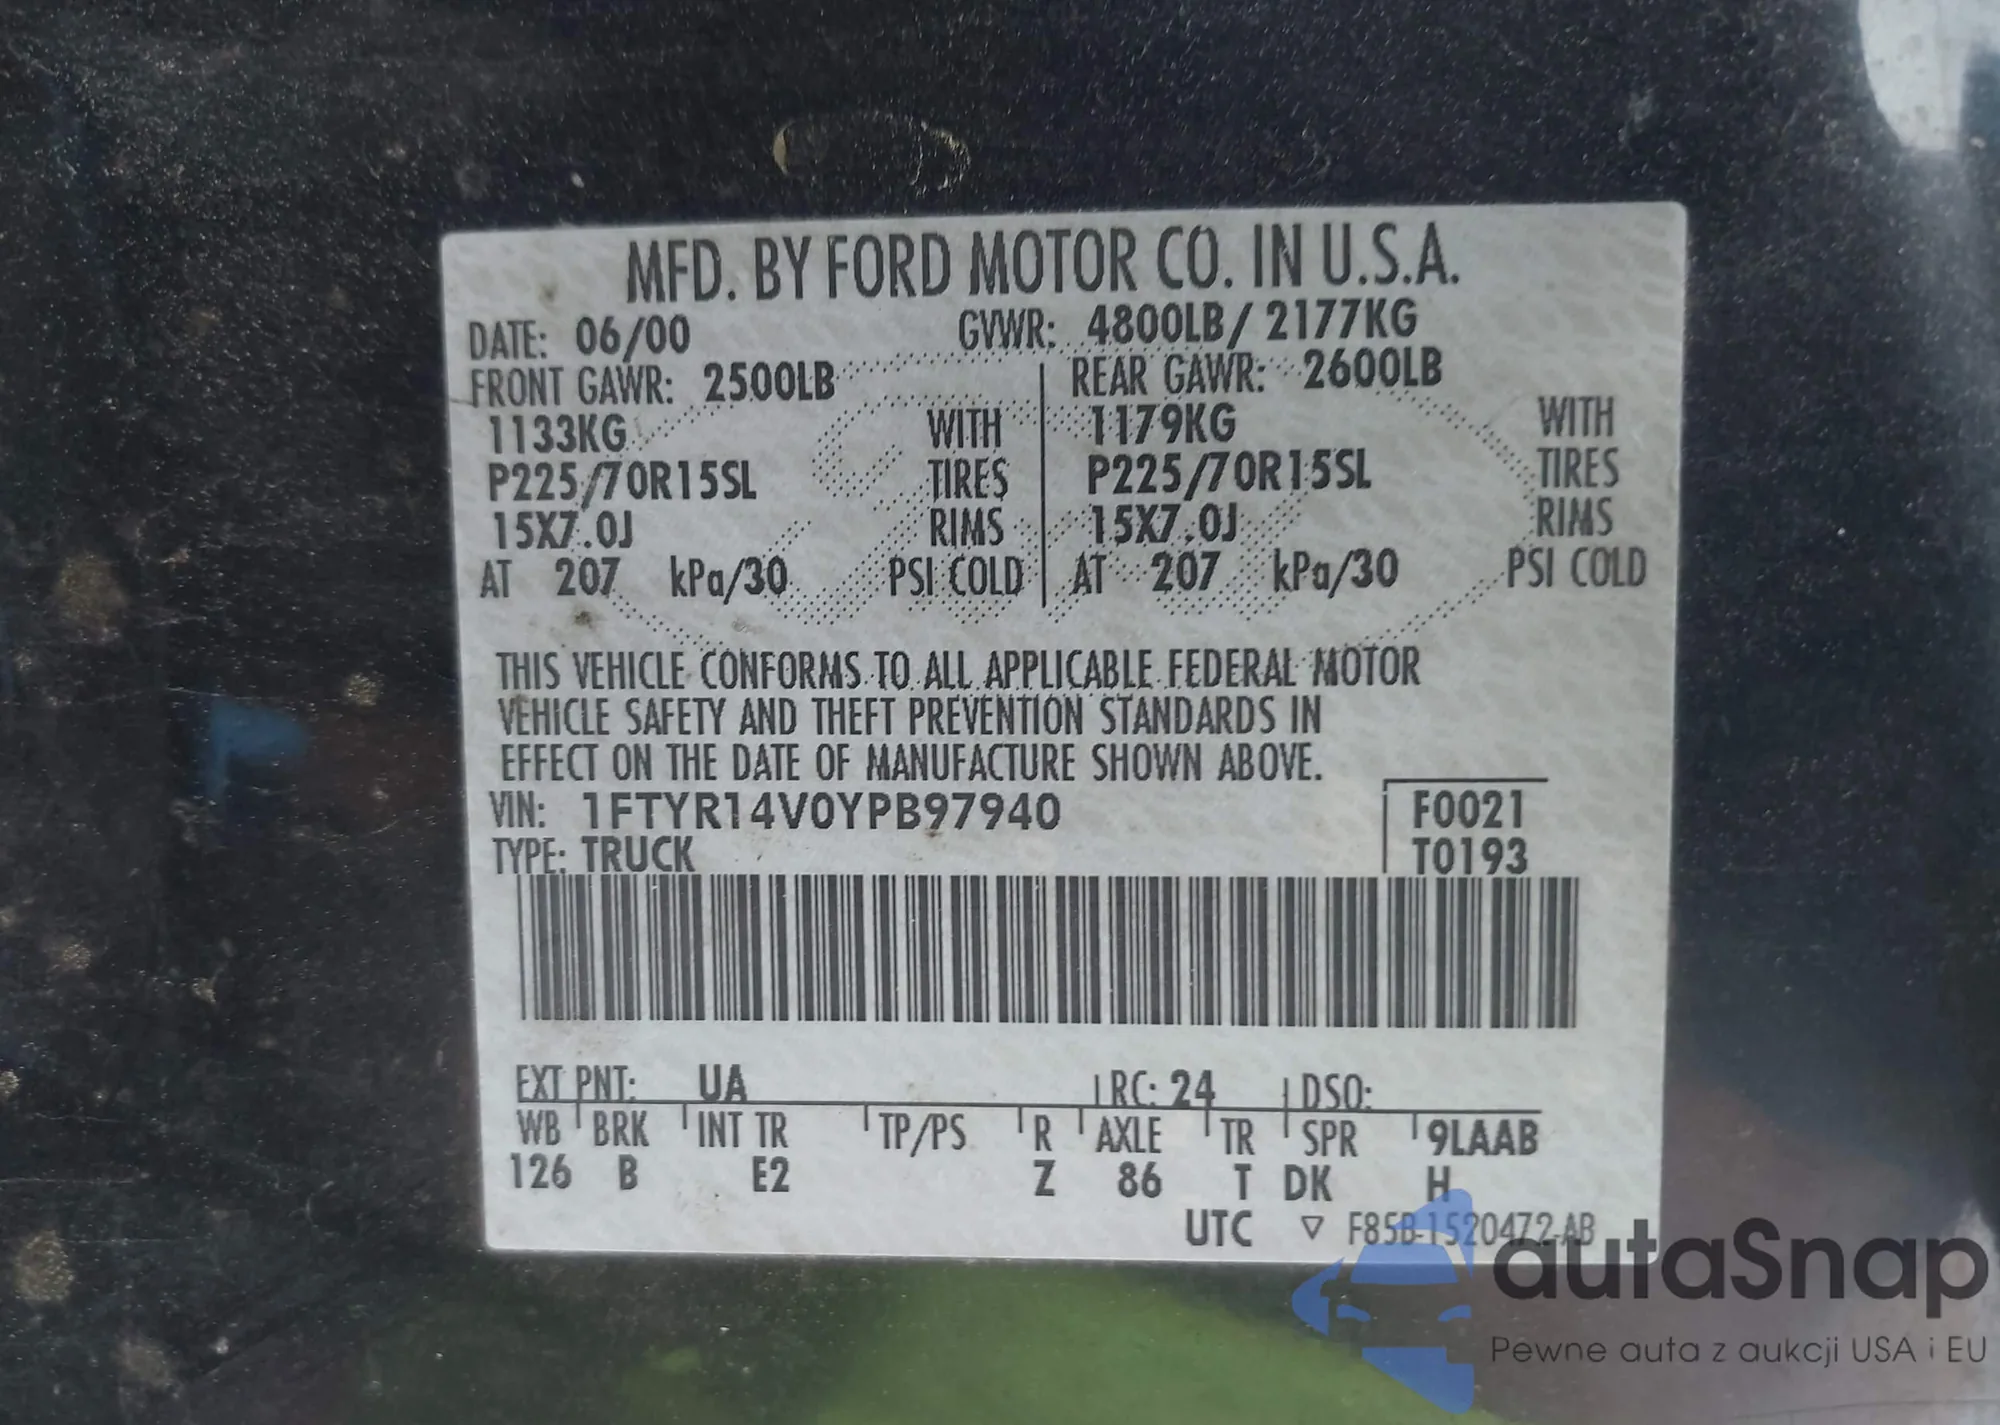 MFD. BY FORD MOTOR CO. IN U.S.A.
DATE: 06/00 GVWR: 4800LB/ 2177KG
FRONT GAWR: 2500LB REAR GAWR: 2600LB
1133KG WITH 1179KG WITH
P225/70R15SL TIRES P225/70R15SL TIRES
15X7.0J RIMS 15X7.0J RIMS
AT 207 kPa/30 PSI COLD AT 207 kPa/30 PSI COLD
THIS VEHICLE CONFORMS TO ALL APPLICABLE FEDERAL MOTOR
VEHICLE SAFETY AND THEFT PREVENTION STANDARDS IN
EFFECT ON THE DATE OF MANUFACTURE SHOWN ABOVE.
VIN: 1FTYR14V0YPB97940 F0021
TYPE: TRUCK T0193
EXT PNT: UA RC: 24 DSO:
WB BRK INT TR TP/PS R AXLE TR SPR 9LAAB
126 B E2 Z 86 T DK H
UTC ▽ F85B-1520472-AB
autaSnap
Pewne auta z aukcji USA i EU